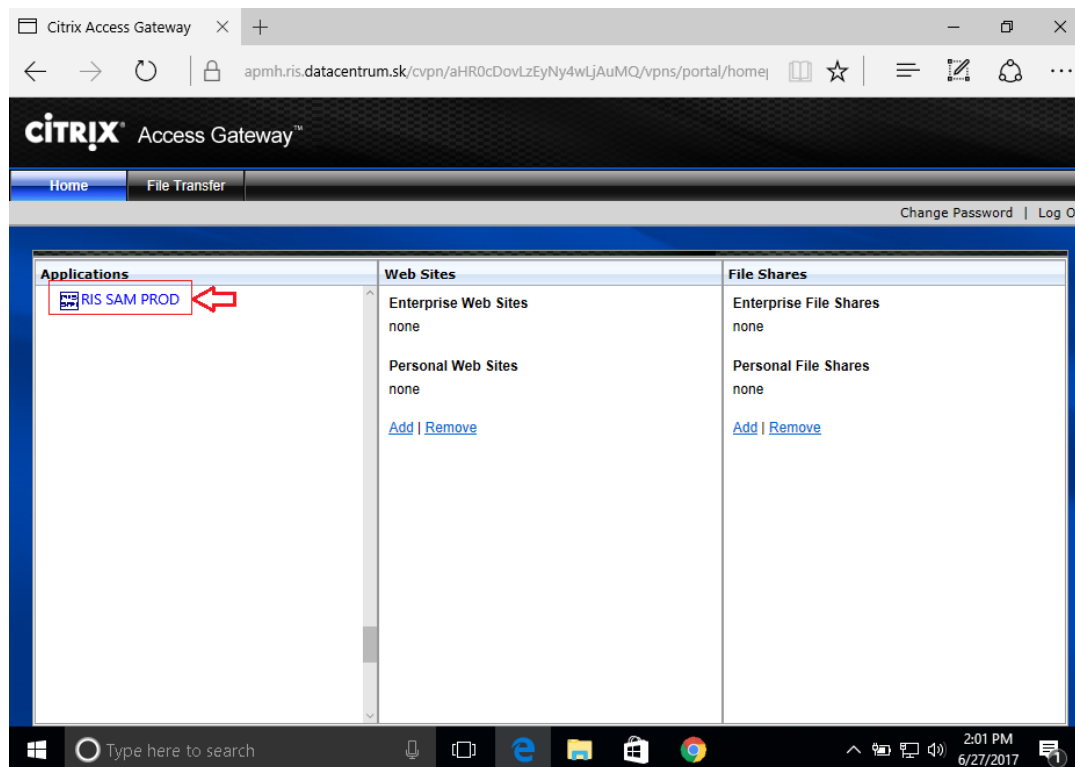 Citrix Access Gateway
apmh.ris.datacentrum.sk/cvpn/aHR0cDovLzEyNy4wLjAuMQ/vpns/portal/home
CİTRIX® Access Gateway™
Home File Transfer
Change Password | Log O
Applications
RIS SAM PROD
Web Sites
Enterprise Web Sites
none
Personal Web Sites
none
Add | Remove
File Shares
Enterprise File Shares
none
Personal File Shares
none
Add | Remove
Type here to search
2:01 PM
6/27/2017
1